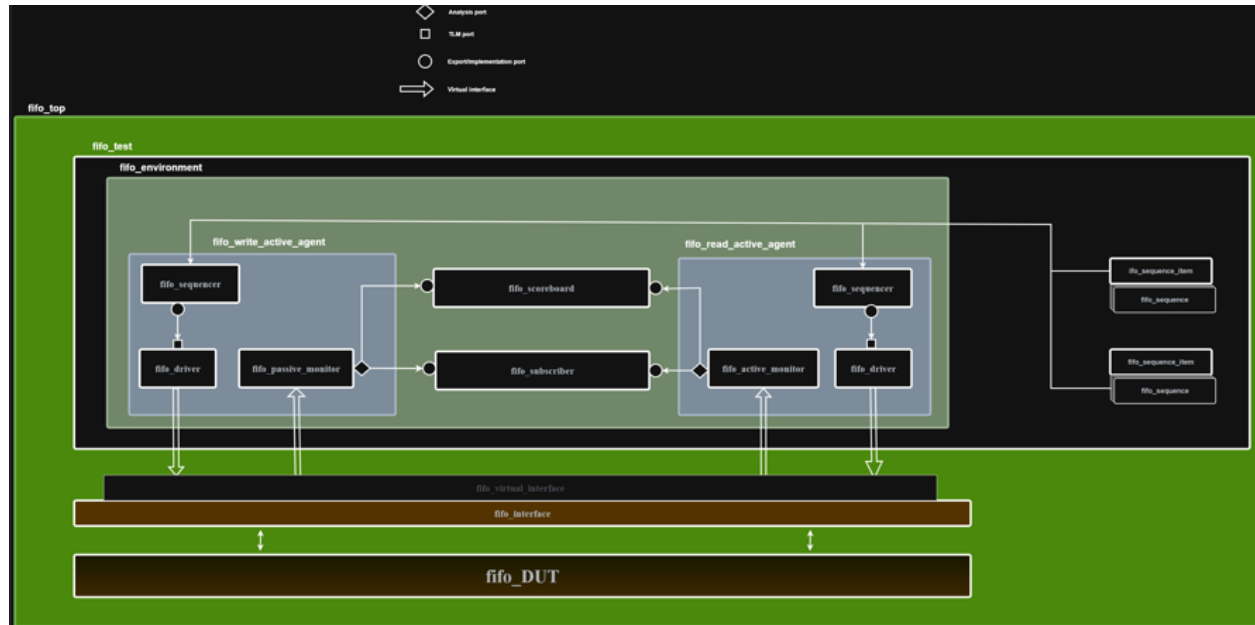 Analysis port
TLM port
Export/Implementation port
Virtual interface
fifo_top
fifo_test
fifo_environment
fifo_write_active_agent
fifo_read_active_agent
fifo_sequencer
fifo_scoreboard
fifo_sequencer
ifo_sequence_item
fifo_sequence
fifo_driver
fifo_passive_monitor
fifo_subscriber
fifo_active_monitor
fifo_driver
fifo_sequence_item
fifo_sequence
fifo_virtual_interface
fifo_interface
fifo_DUT